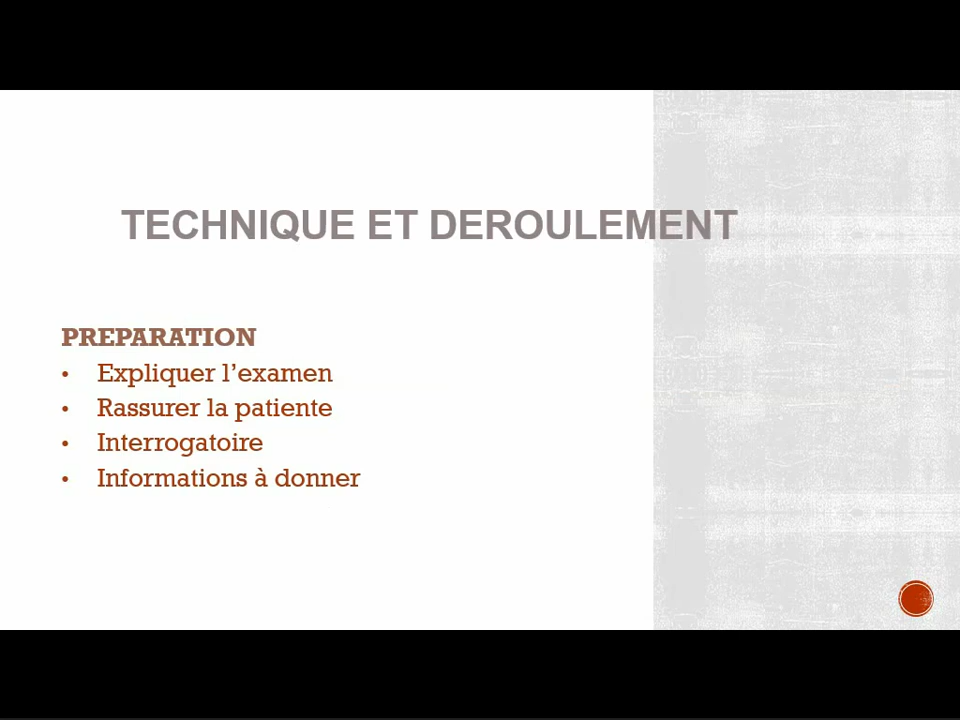 TECHNIQUE ET DEROULEMENT
PREPARATION
• Expliquer l’examen
• Rassurer la patiente
• Interrogatoire
• Informations à donner